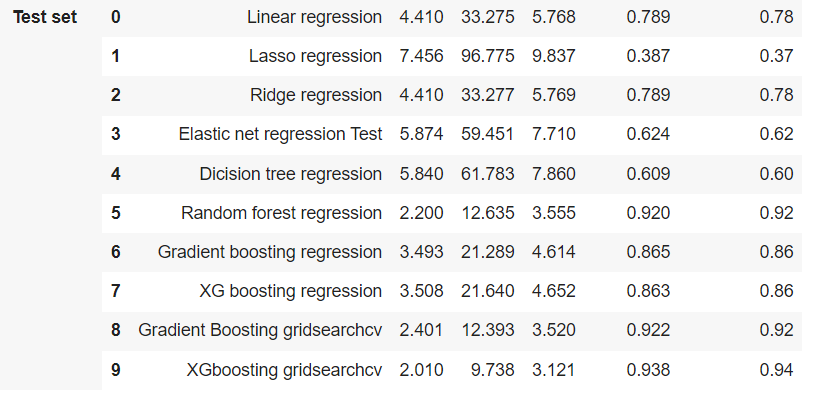 Test set 0 Linear regression 4.410 33.275 5.768 0.789 0.78
1 Lasso regression 7.456 96.775 9.837 0.387 0.37
2 Ridge regression 4.410 33.277 5.769 0.789 0.78
3 Elastic net regression Test 5.874 59.451 7.710 0.624 0.62
4 Dicision tree regression 5.840 61.783 7.860 0.609 0.60
5 Random forest regression 2.200 12.635 3.555 0.920 0.92
6 Gradient boosting regression 3.493 21.289 4.614 0.865 0.86
7 XG boosting regression 3.508 21.640 4.652 0.863 0.86
8 Gradient Boosting gridsearchcv 2.401 12.393 3.520 0.922 0.92
9 XGboosting gridsearchcv 2.010 9.738 3.121 0.938 0.94